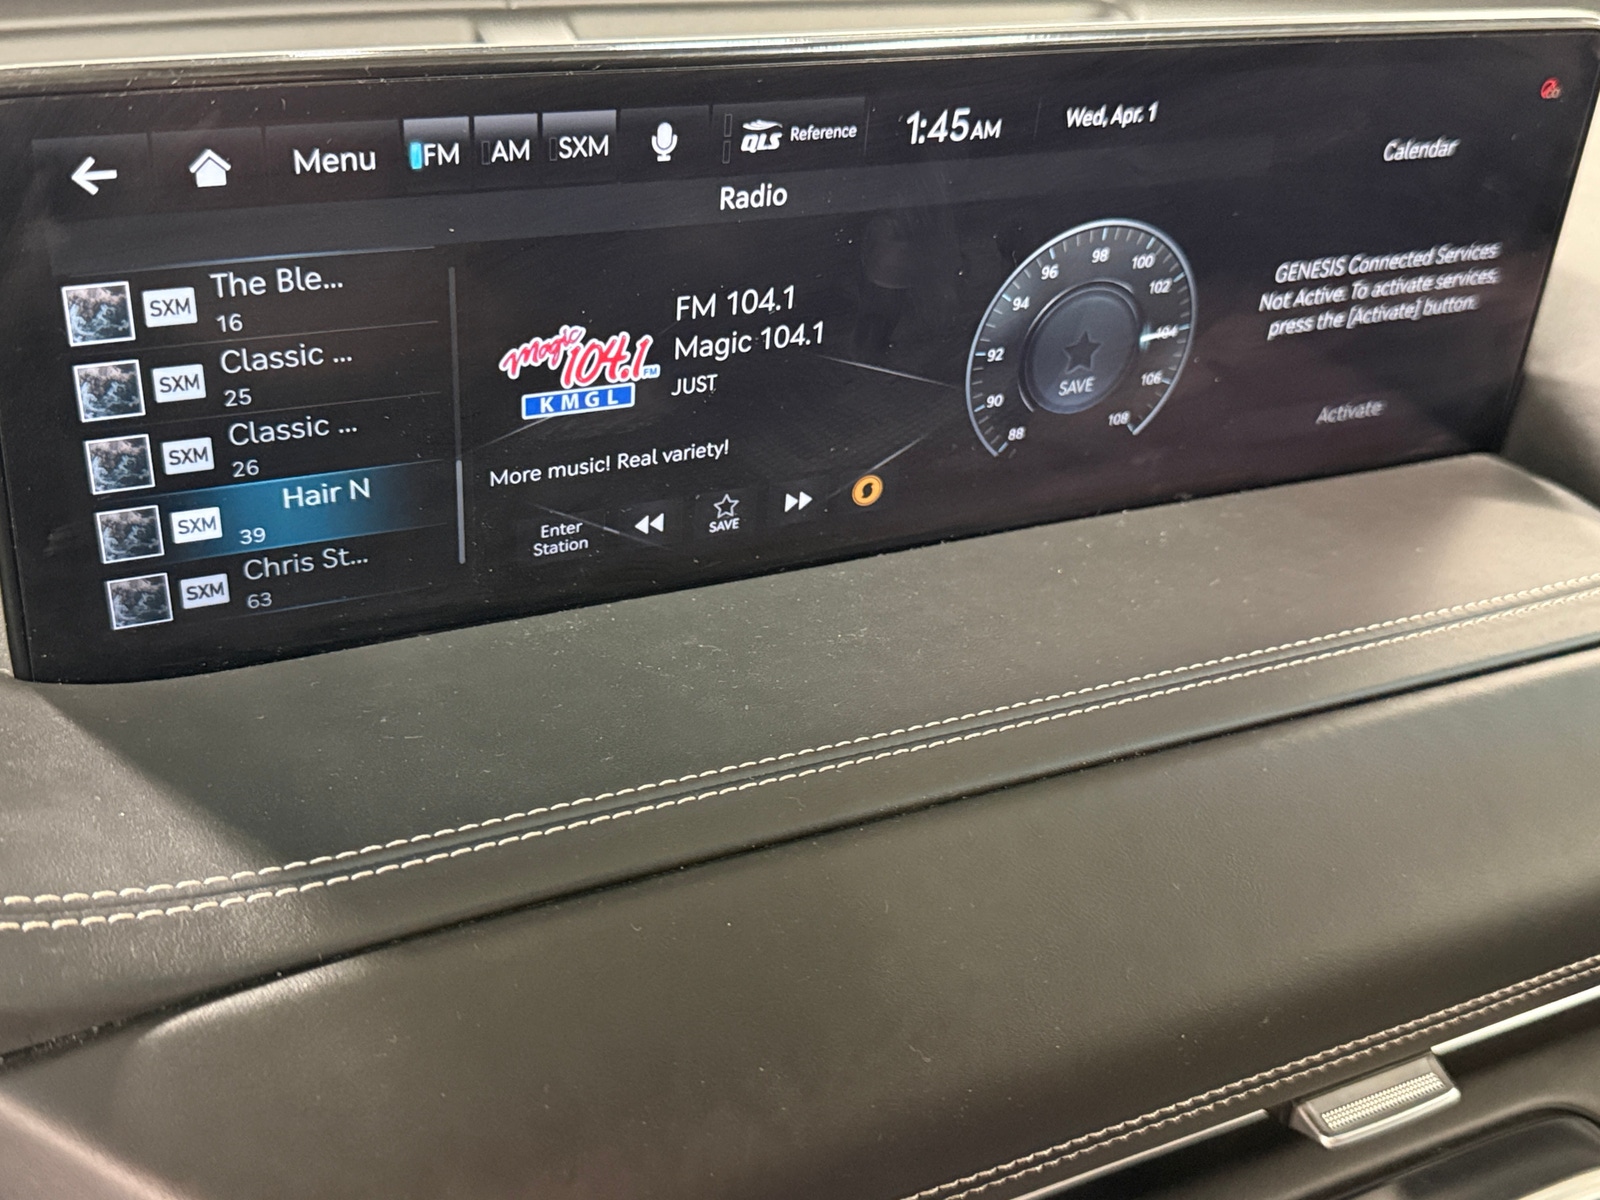 Menu
FM
AM
SXM
QLS Reference
1:45AM
Wed, Apr. 1
Radio
Calendar
SXM
The Ble...
16
SXM
Classic ...
25
SXM
Classic ...
26
SXM
Hair N
39
SXM
Chris St...
63
Magic
104.1
FM
KMGL
FM 104.1
Magic 104.1
JUST
More music! Real variety!
Enter
Station
SAVE
88
90
92
94
96
98
100
102
104
106
108
SAVE
GENESIS Connected Services
Not Active. To activate services,
press the [Activate] button.
Activate